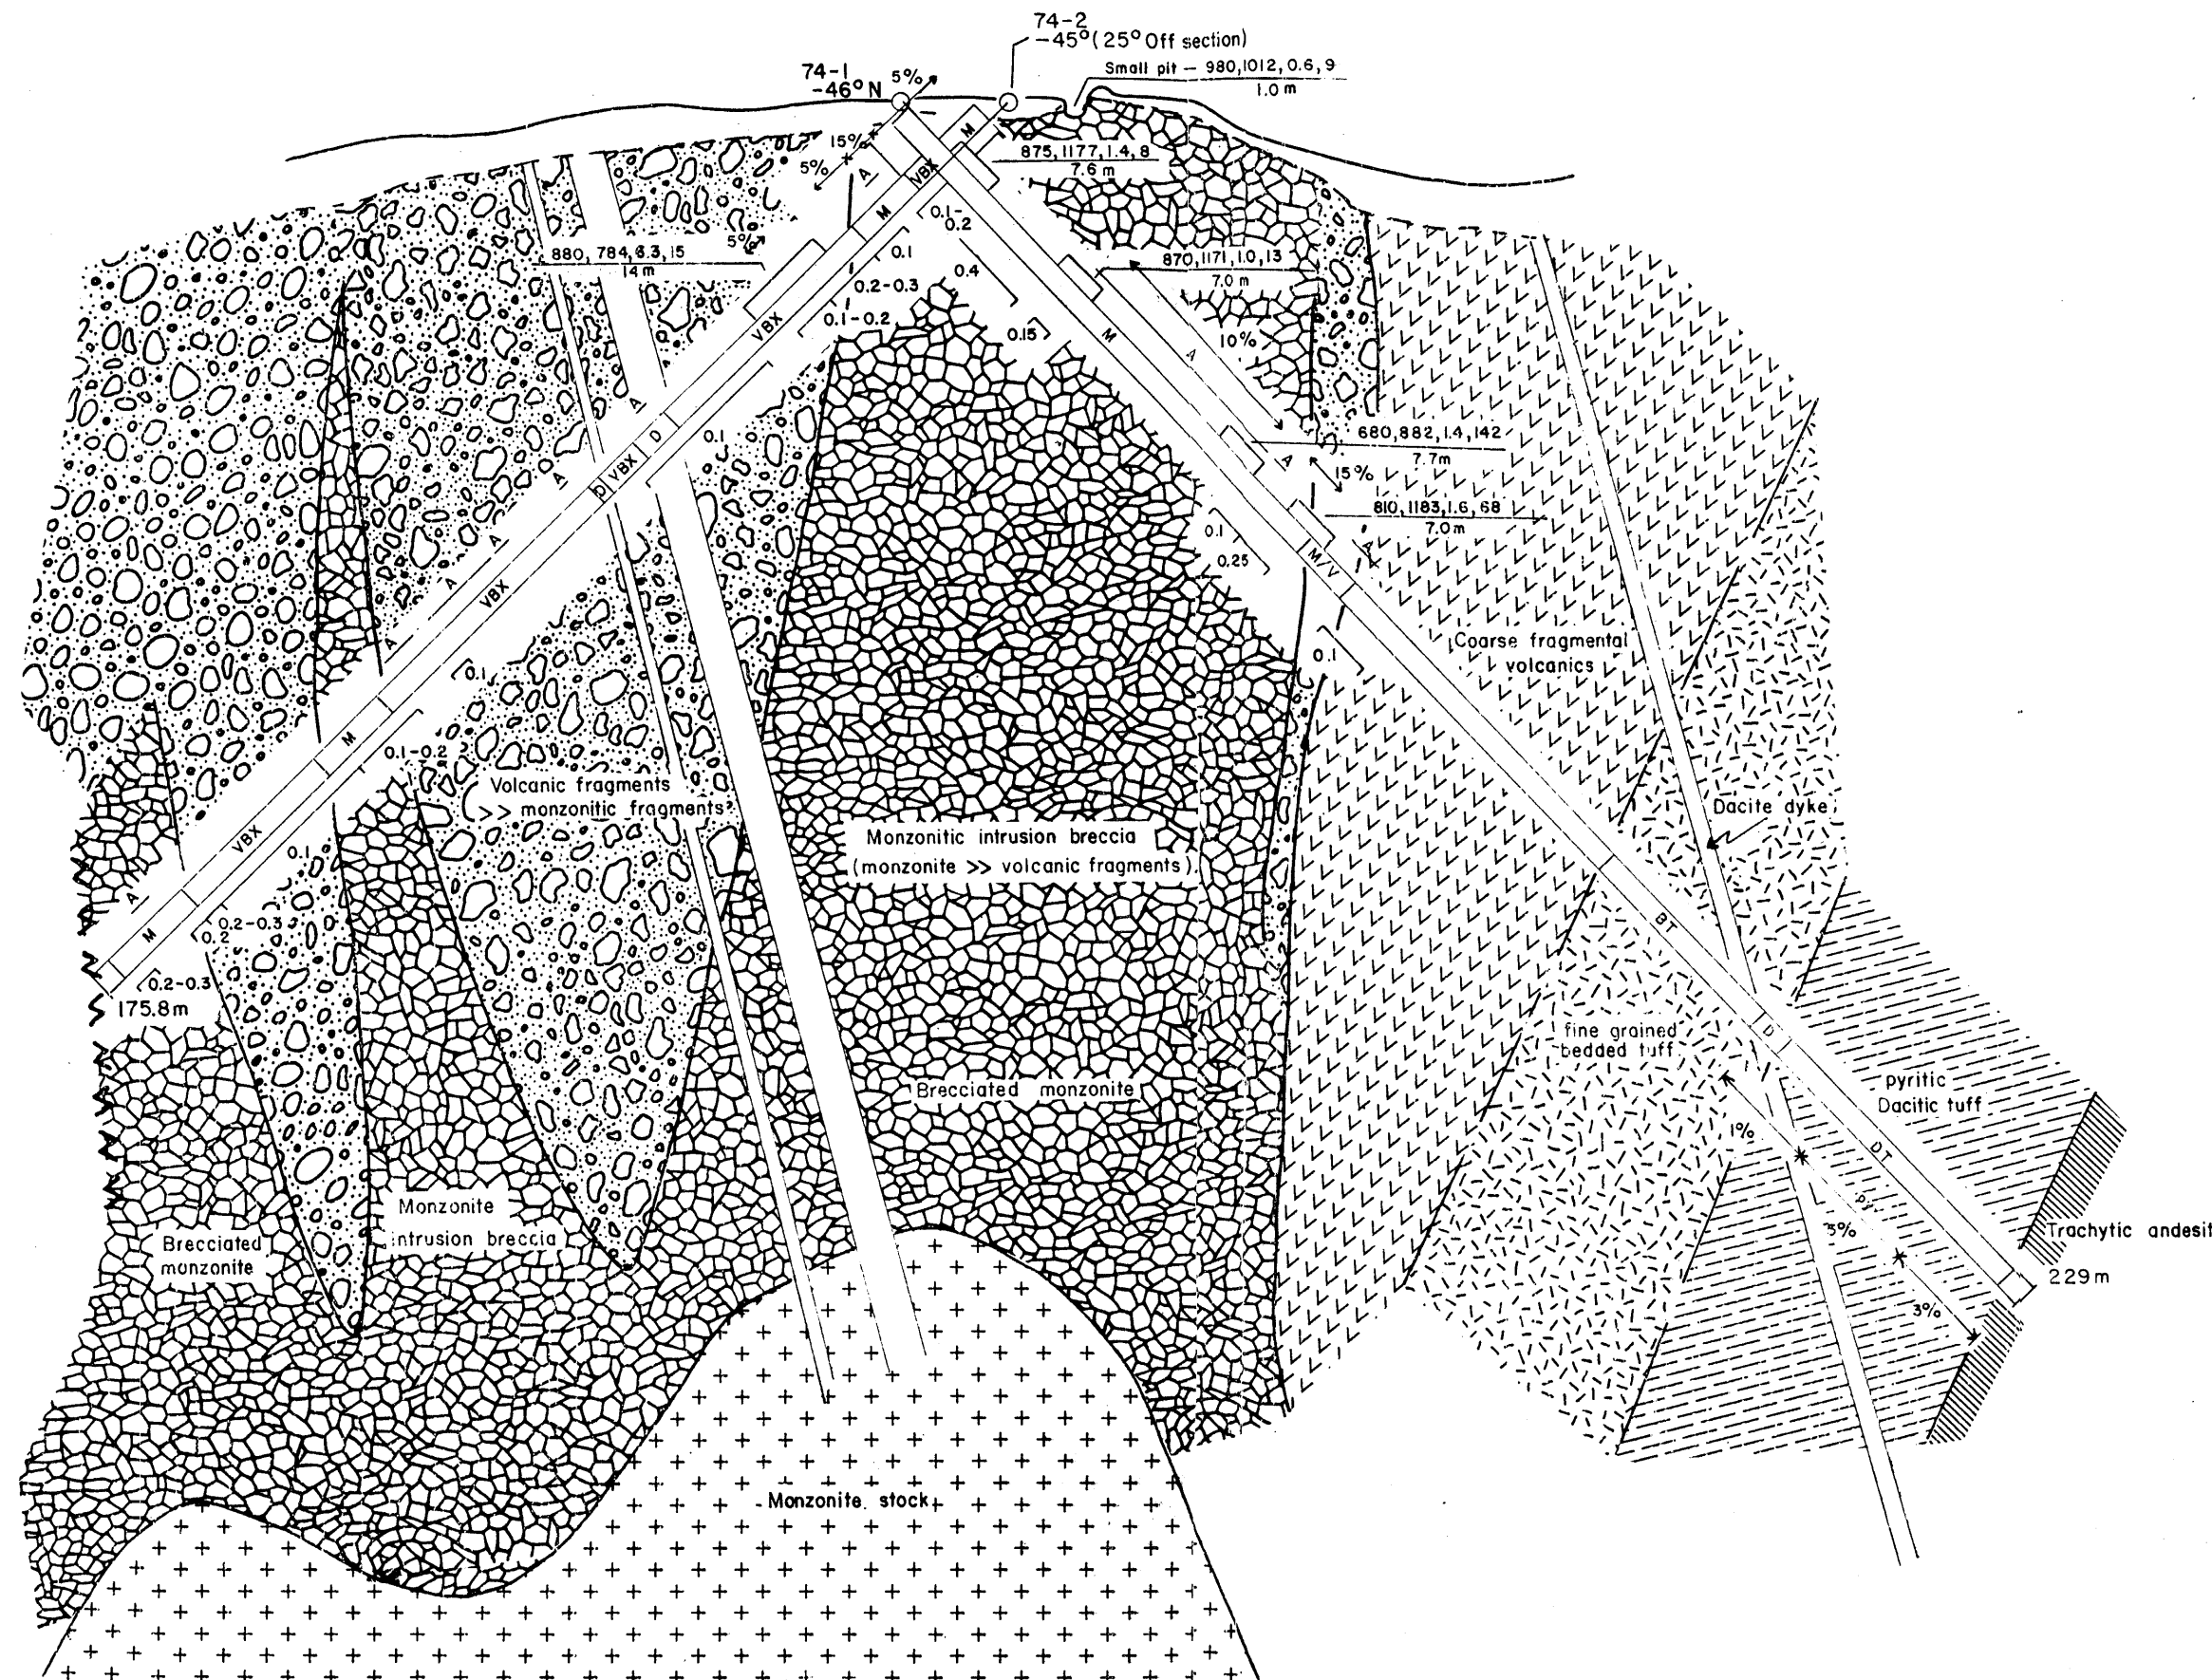 74-2
-45° (25° Off section)
Small pit — 980,1012, 0.6, 9
1.0 m
74-1
-46° N
5%
15%
5%
A
M
VBX
M
875, 1177, 1.4, 8
7.6 m
0.1-
0.2
5%
880, 784, 6.3, 15
14 m
0.1
0.4
0.2-0.3
0.1-0.2
0.15
870, 1171, 1.0, 13
7.0 m
10%
VBX
M
A
A
A
D
0.1
VBX
D
A
A
A
A
VBX
680,882, 1.4, 142
7.7m
A
15%
810, 1183, 1.6, 68
7.0m
0.1
0.25
M/V
A
0.1
Coarse fragmental
volcanics
0.1
M
0.1-0.2
Volcanic fragments
>> monzonitic fragments
Monzonitic intrusion breccia
(monzonite >> volcanic fragments)
Dacite dyke
VBX
0.1
A
M
0.2-0.3
0.2
0.2-0.3
175.8m
BT
D
fine grained
bedded tuff
pyritic
Dacitic tuff
Brecciated monzonite
1%
DT
py
5%
3%
Monzonite
intrusion breccia
Brecciated
monzonite
Trachytic andesit
229 m
Monzonite stock